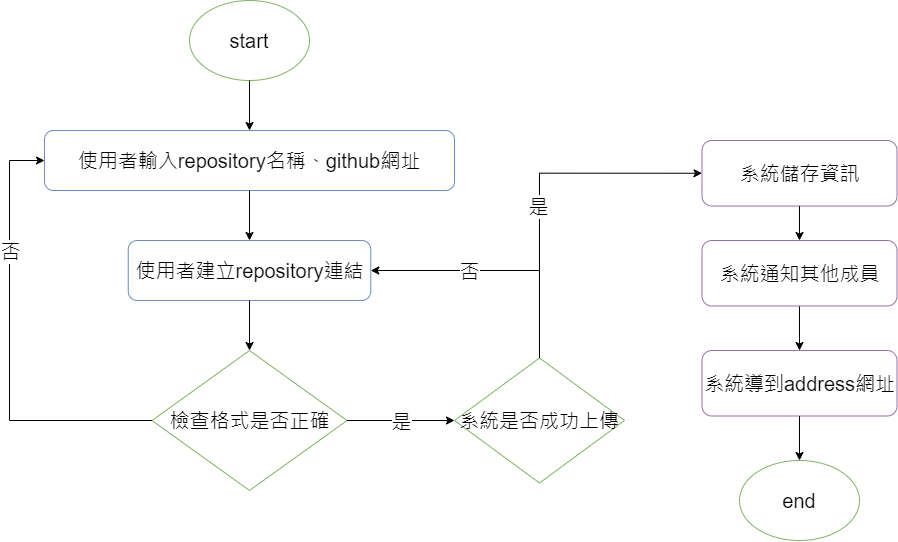 start
使用者輸入repository名稱、github網址
使用者建立repository連結
檢查格式是否正確
否
是
系統是否成功上傳
否
是
系統儲存資訊
系統通知其他成員
系統導到address網址
end